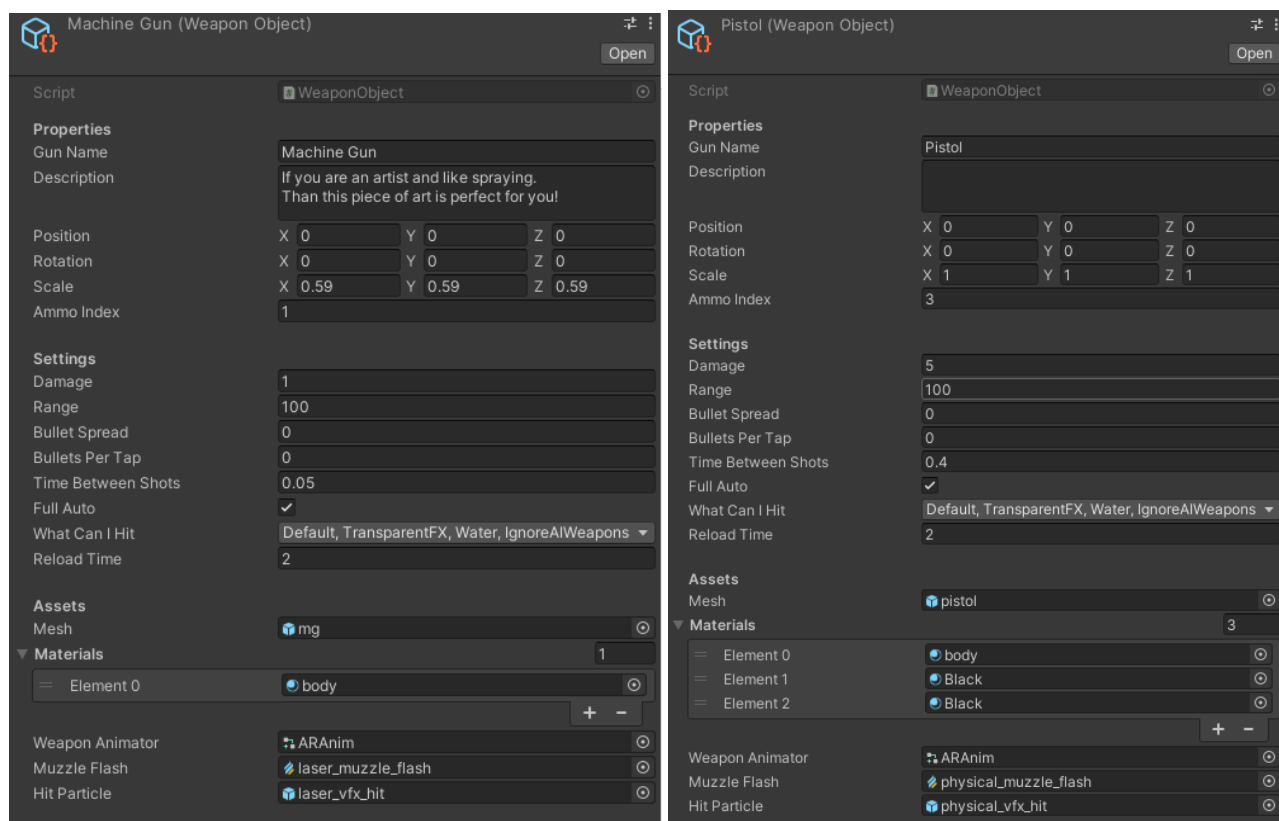 Machine Gun (Weapon Object)
Open
Script WeaponObject
Properties
Gun Name Machine Gun
Description If you are an artist and like spraying.
Than this piece of art is perfect for you!
Position X 0 Y 0 Z 0
Rotation X 0 Y 0 Z 0
Scale X 0.59 Y 0.59 Z 0.59
Ammo Index 1
Settings
Damage 1
Range 100
Bullet Spread 0
Bullets Per Tap 0
Time Between Shots 0.05
Full Auto
What Can I Hit Default, TransparentFX, Water, IgnoreAIWeapons
Reload Time 2
Assets
Mesh mg
Materials 1
Element 0 body
+ −
Weapon Animator ARAnim
Muzzle Flash laser_muzzle_flash
Hit Particle laser_vfx_hit
Pistol (Weapon Object)
Open
Script WeaponObject
Properties
Gun Name Pistol
Description
Position X 0 Y 0 Z 0
Rotation X 0 Y 0 Z 0
Scale X 1 Y 1 Z 1
Ammo Index 3
Settings
Damage 5
Range 100
Bullet Spread 0
Bullets Per Tap 0
Time Between Shots 0.4
Full Auto
What Can I Hit Default, TransparentFX, Water, IgnoreAIWeapons
Reload Time 2
Assets
Mesh pistol
Materials 3
Element 0 body
Element 1 Black
Element 2 Black
+ −
Weapon Animator ARAnim
Muzzle Flash physical_muzzle_flash
Hit Particle physical_vfx_hit